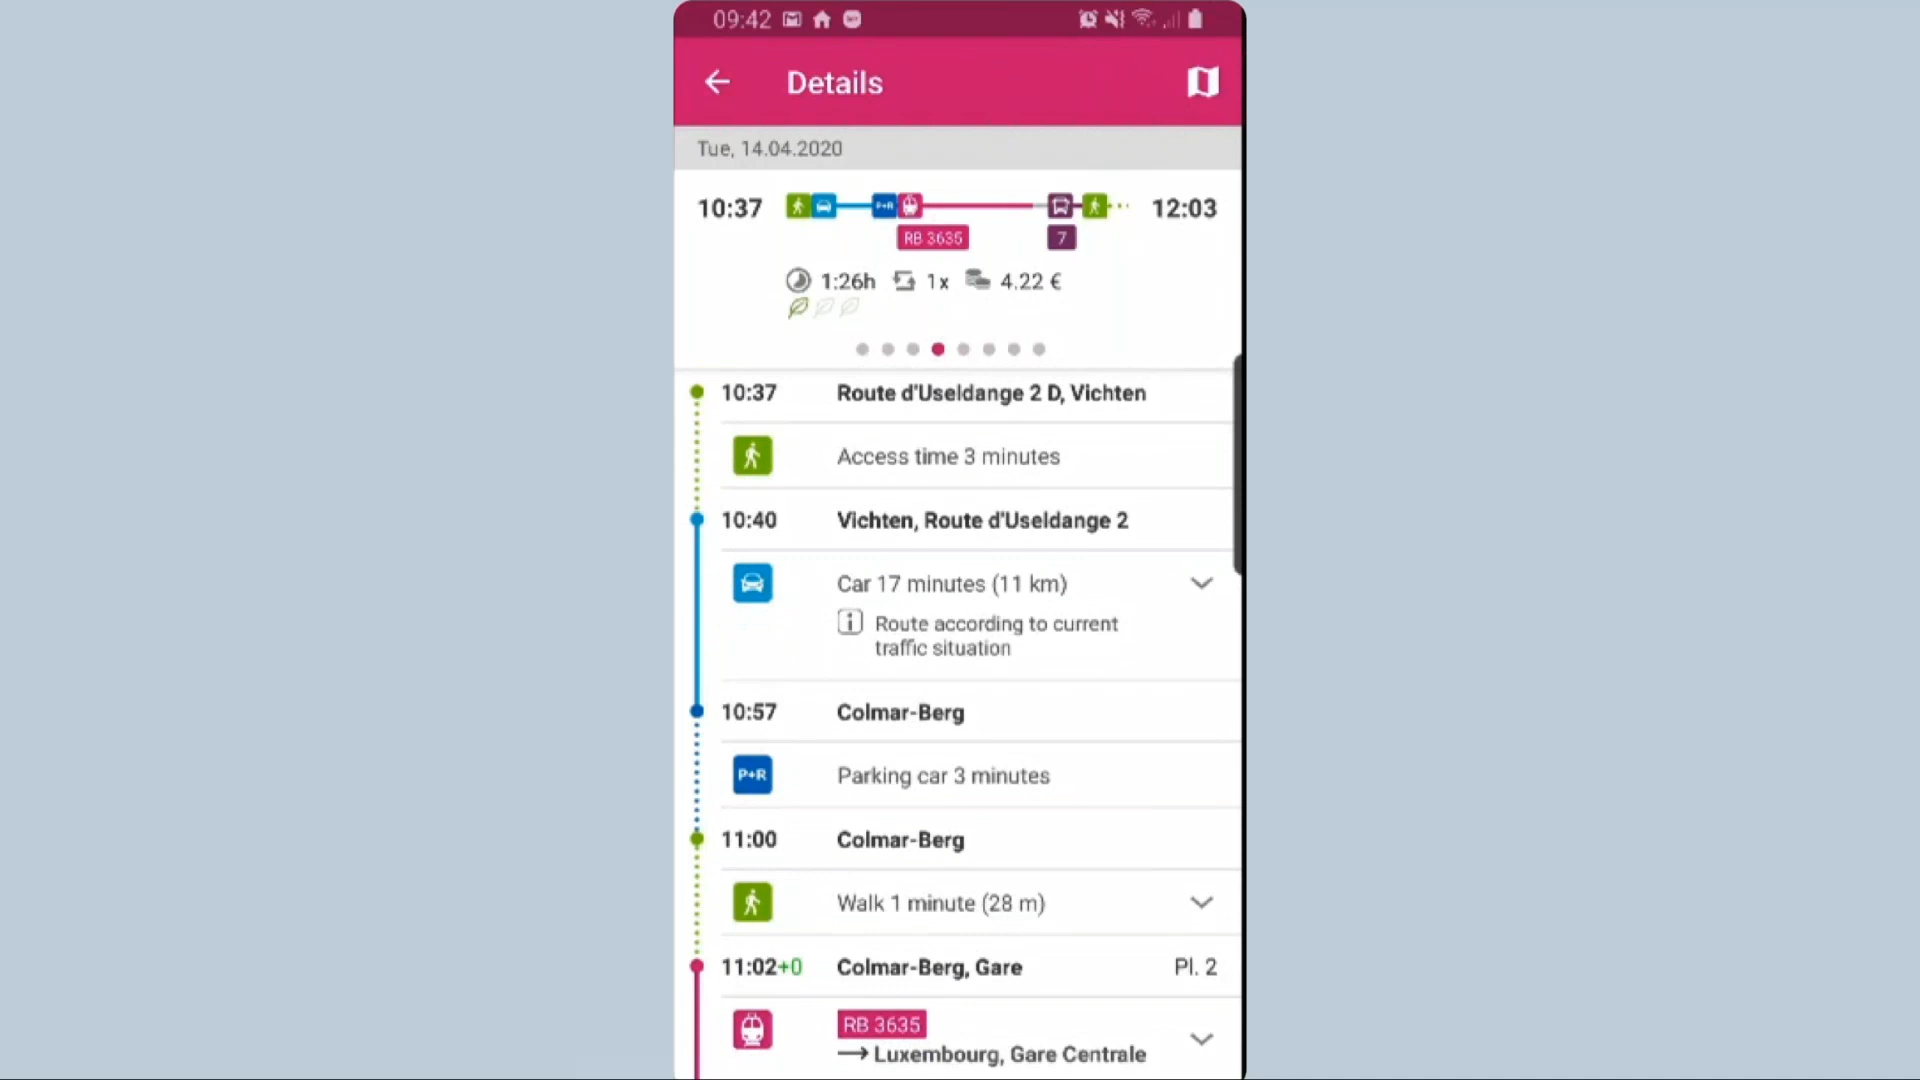 09:42
Details
Tue, 14.04.2020
10:37
P+R
12:03
RB 3635
7
1:26h
1x
4.22 €
10:37 Route d'Useldange 2 D, Vichten
Access time 3 minutes
10:40 Vichten, Route d'Useldange 2
Car 17 minutes (11 km)
i Route according to current
traffic situation
10:57 Colmar-Berg
P+R Parking car 3 minutes
11:00 Colmar-Berg
Walk 1 minute (28 m)
11:02+0 Colmar-Berg, Gare Pl. 2
RB 3635
Luxembourg, Gare Centrale